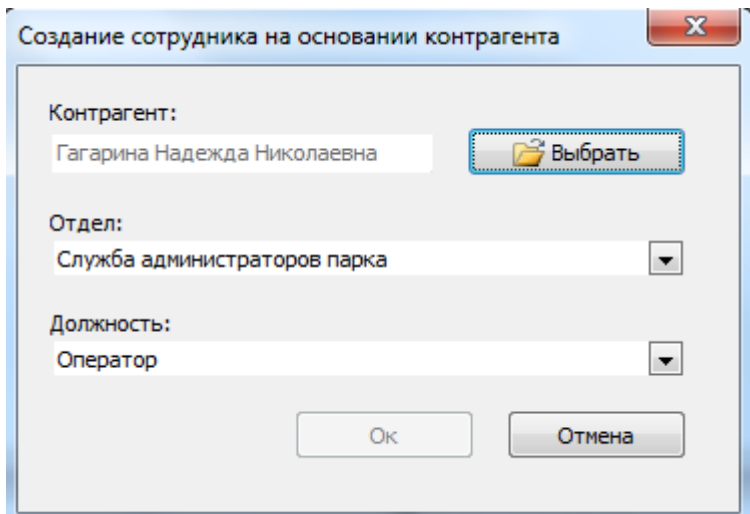 Создание сотрудника на основании контрагента
Контрагент:
Гагарина Надежда Николаевна
Выбрать
Отдел:
Служба администраторов парка
Должность:
Оператор
Ок
Отмена